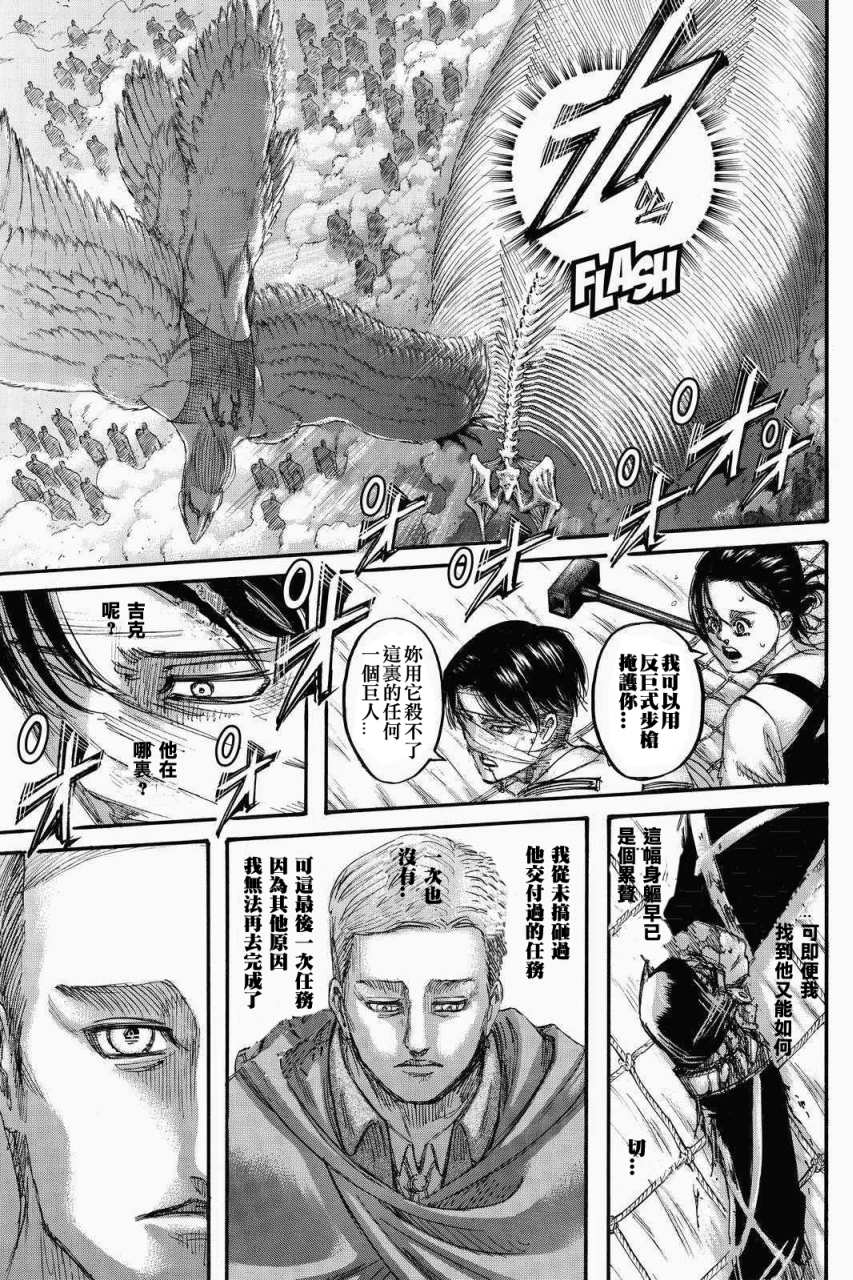 カッ
FLASH
オオオ
オオオ
我可以用
反巨式步槍
掩護你…
妳用它殺不了
這裏的任何
一個巨人…
吉克
呢?
他在
哪裏?
…可即便我
找到他又能如何
這幅身軀早已
是個累贅
切…
我從未搞砸過
他交付過的任務
一次也
沒有…
可這最後一次任務
因為其他原因
我無法再去完成了